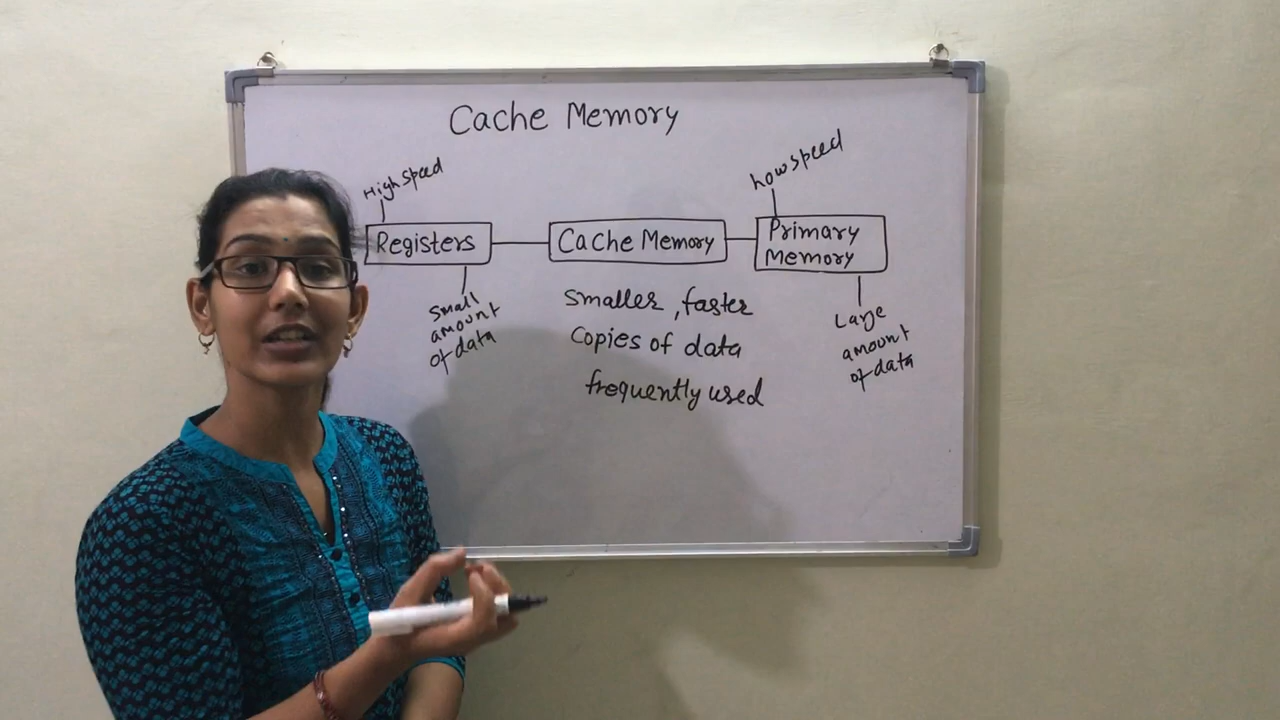 Cache Memory
High speed
Low speed
Registers
Cache Memory
Primary
Memory
Small
amount
of data
Smaller, faster
Copies of data
frequently used
Large
amount
of data